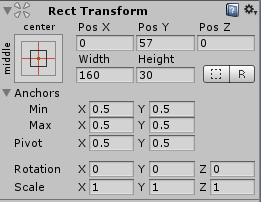 Rect Transform
center
middle
Pos X Pos Y Pos Z
0 57 0
Width Height
160 30
R
Anchors
Min X 0.5 Y 0.5
Max X 0.5 Y 0.5
Pivot X 0.5 Y 0.5
Rotation X 0 Y 0 Z 0
Scale X 1 Y 1 Z 1